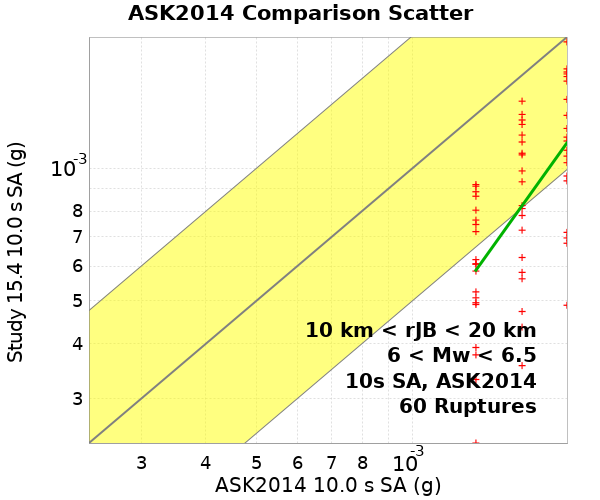 ASK2014 Comparison Scatter
Study 15.4 10.0 s SA (g)
10-3
8
7
6
5
4
3
10 km < rJB < 20 km
6 < Mw < 6.5
10s SA, ASK2014
60 Ruptures
3 4 5 6 7 8 10-3
ASK2014 10.0 s SA (g)